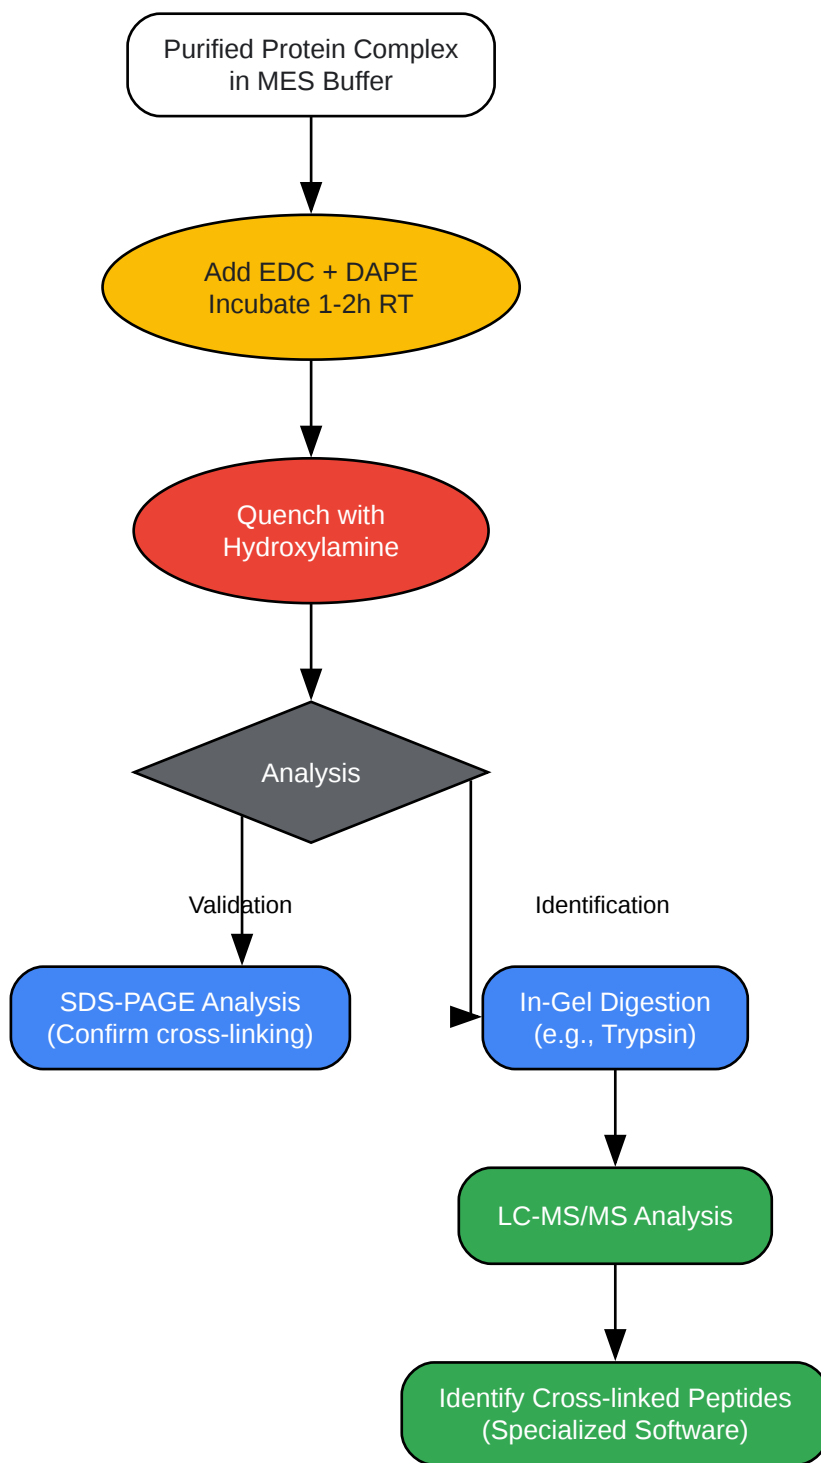 Purified Protein Complex
in MES Buffer
Add EDC + DAPE
Incubate 1-2h RT
Quench with
Hydroxylamine
Analysis
Validation
Identification
SDS-PAGE Analysis
(Confirm cross-linking)
In-Gel Digestion
(e.g., Trypsin)
LC-MS/MS Analysis
Identify Cross-linked Peptides
(Specialized Software)